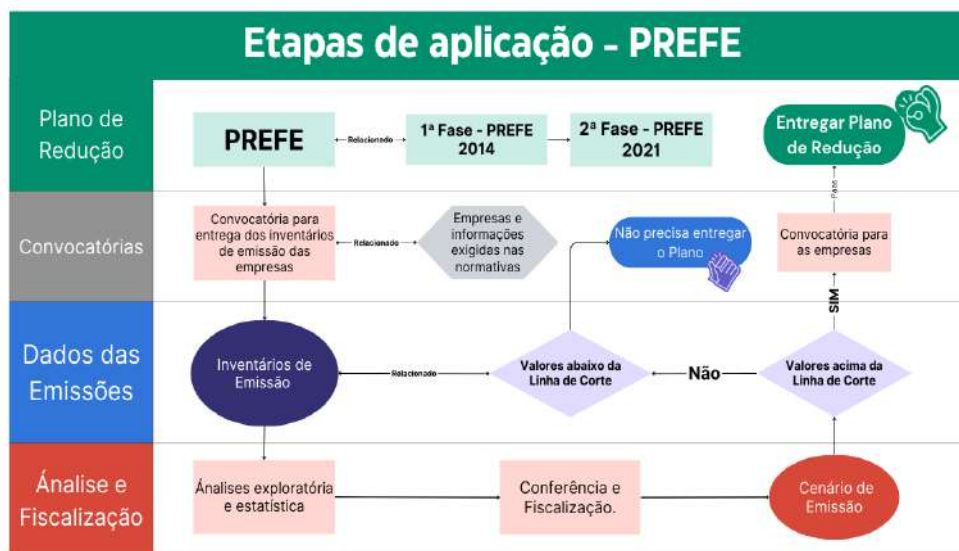 Etapas de aplicação - PREFE
Plano de
Redução
PREFE
Relacionado
1ª Fase - PREFE
2014
2ª Fase - PREFE
2021
Entregar Plano
de Redução
Convocatórias
Convocatória para
entrega dos inventários
de emissão das
empresas
Relacionado
Empresas e
informações
exigidas nas
normativas
Não precisa entregar
o Plano
Convocatória para
as empresas
Dados das
Emissões
Inventários de
Emissão
Relacionado
Valores abaixo da
Linha de Corte
Não
Valores acima da
Linha de Corte
SIM
Ánalise e
Fiscalização
Ánalises exploratória
e estatística
Conferência e
Fiscalização.
Cenário de
Emissão